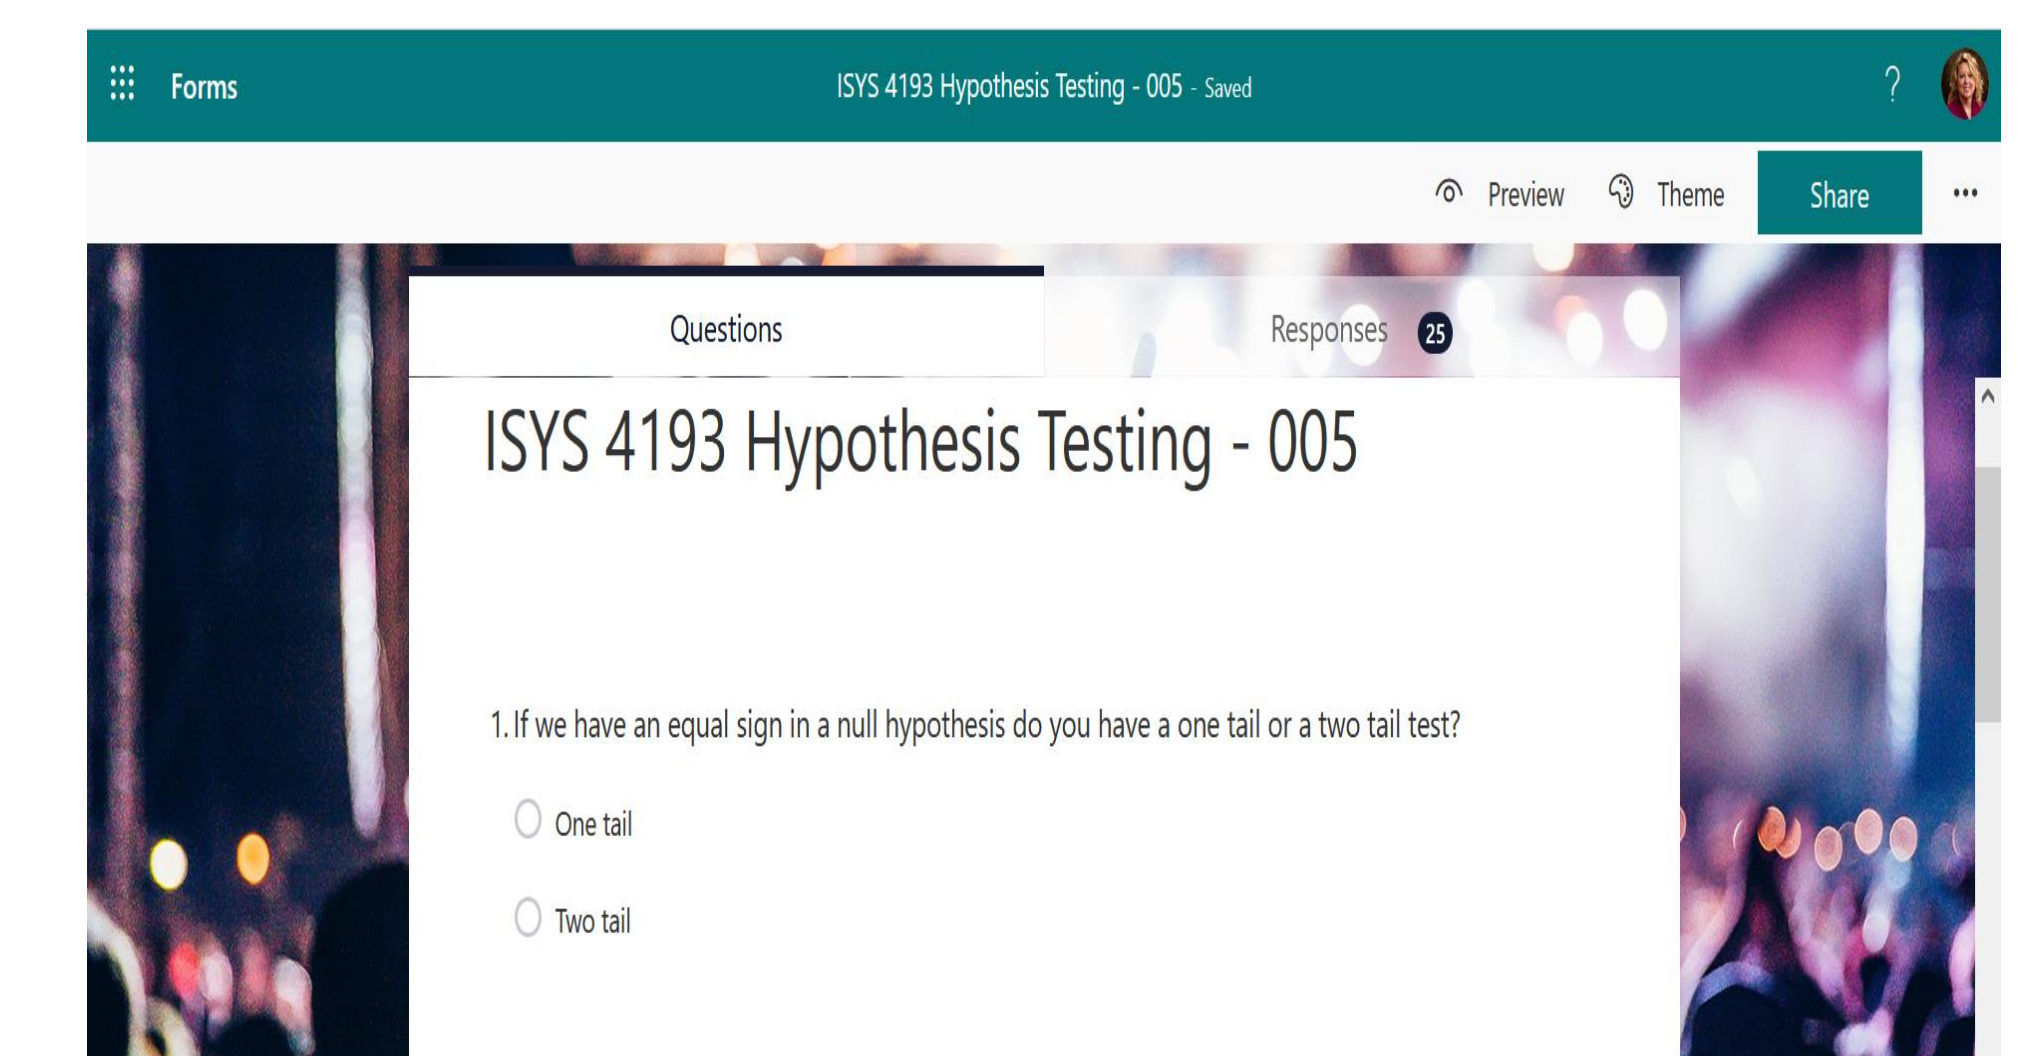 Forms
ISYS 4193 Hypothesis Testing - 005 - Saved
?
Preview
Theme
Share
...
Questions
Responses 25
ISYS 4193 Hypothesis Testing - 005
1. If we have an equal sign in a null hypothesis do you have a one tail or a two tail test?
One tail
Two tail